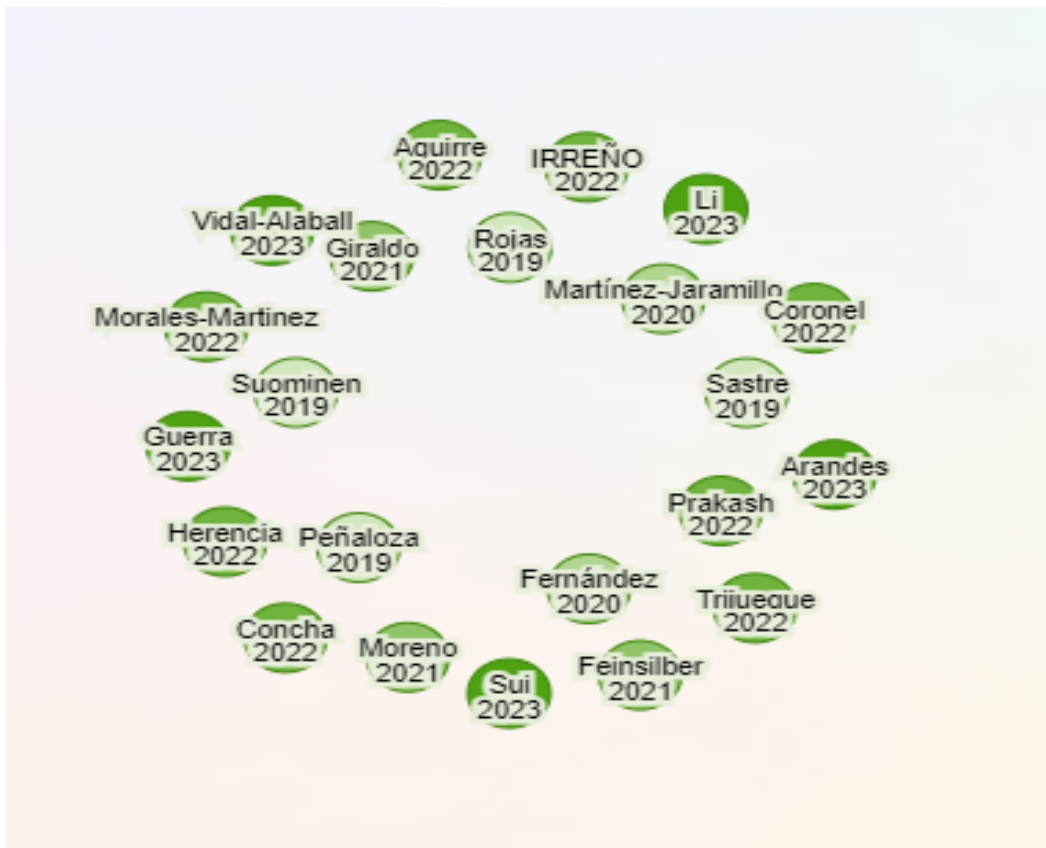 Aguirre
2022
IRREÑO
2022
Li
2023
Vidal-Alaball
2023
Giraldo
2021
Rojas
2019
Martínez-Jaramillo
2020
Coronel
2022
Morales-Martinez
2022
Suominen
2019
Sastre
2019
Guerra
2023
Arandes
2023
Prakash
2022
Herencia
2022
Peñaloza
2019
Fernández
2020
Trijueque
2022
Concha
2022
Moreno
2021
Feinsilber
2021
Sui
2023